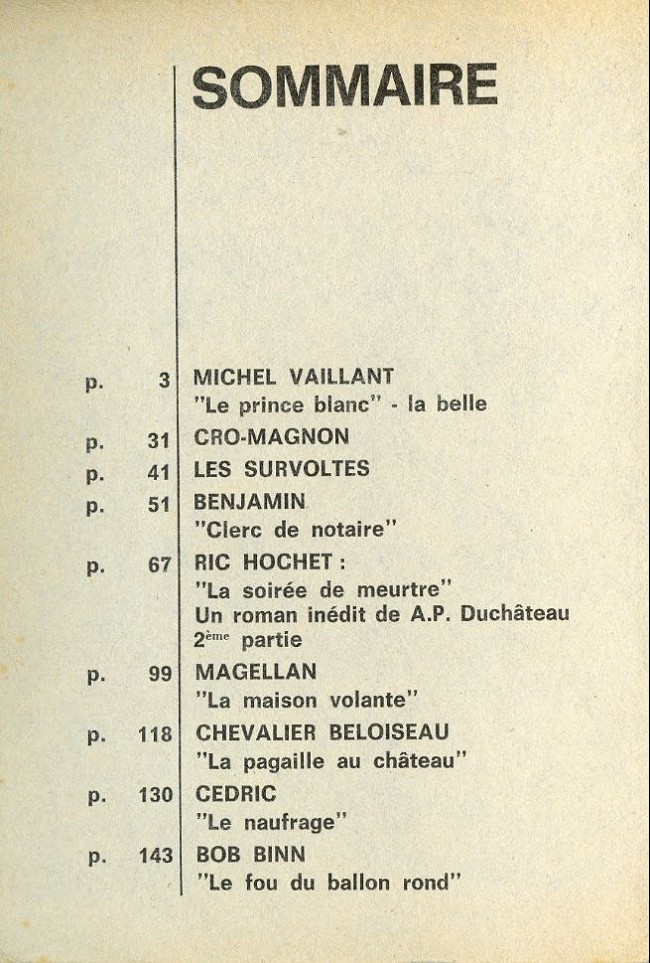 SOMMAIRE
p. 3 MICHEL VAILLANT
"Le prince blanc" - la belle
p. 31 CRO-MAGNON
p. 41 LES SURVOLTES
p. 51 BENJAMIN
"Clerc de notaire"
p. 67 RIC HOCHET :
"La soirée de meurtre"
Un roman inédit de A.P. Duchâteau
2ème partie
p. 99 MAGELLAN
"La maison volante"
p. 118 CHEVALIER BELOISEAU
"La pagaille au château"
p. 130 CEDRIC
"Le naufrage"
p. 143 BOB BINN
"Le fou du ballon rond"